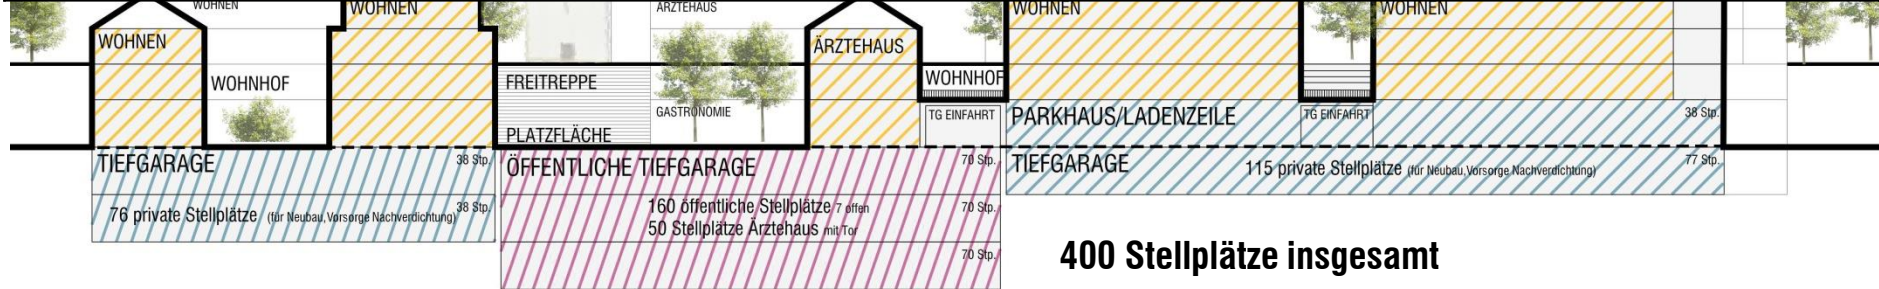 WOHNEN
WOHNEN
ÄRZTEHAUS
WOHNEN
WOHNEN
WOHNEN
ÄRZTEHAUS
WOHNHOF
FREITREPPE
WOHNHOF
GASTRONOMIE
TG EINFAHRT
PARKHAUS/LADENZEILE
TG EINFAHRT
38 Stp.
PLATZFLÄCHE
TIEFGARAGE
38 Stp.
ÖFFENTLICHE TIEFGARAGE
70 Stp.
TIEFGARAGE
115 private Stellplätze (für Neubau,Vorsorge Nachverdichtung)
77 Stp.
76 private Stellplätze (für Neubau,Vorsorge Nachverdichtung)
38 Stp.
160 öffentliche Stellplätze 7 offen
70 Stp.
50 Stellplätze Ärztehaus mit Tor
70 Stp.
400 Stellplätze insgesamt